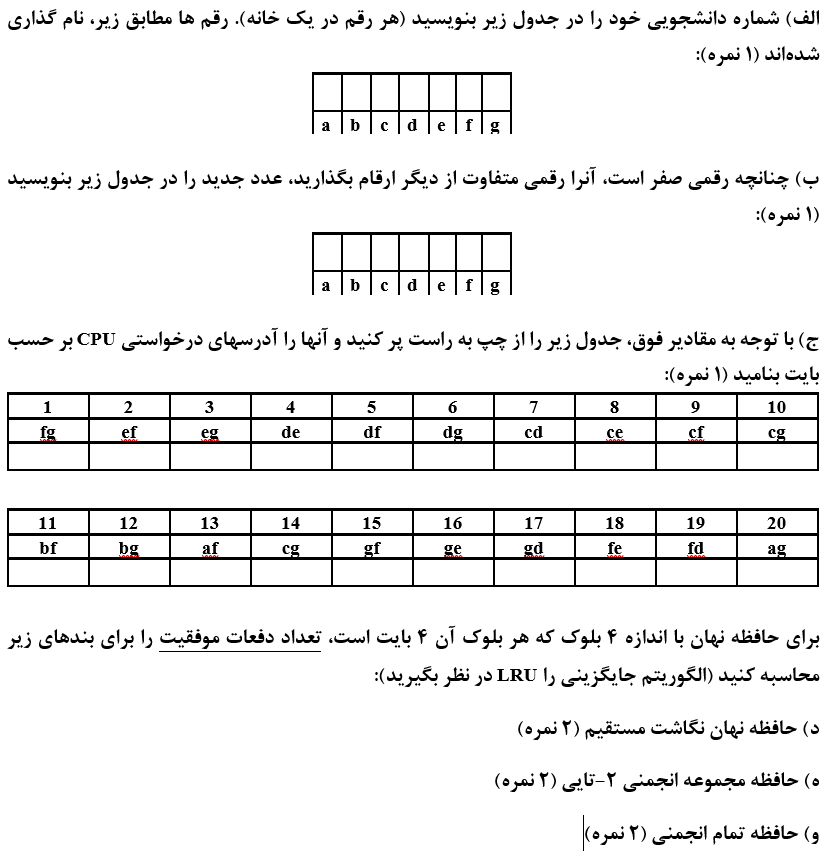 الف) شماره دانشجویی خود را در جدول زیر بنویسید (هر رقم در یک خانه). رقم ها مطابق زیر، نام گذاری
شده‌اند (۱ نمره):
a b c d e f g
ب) چنانچه رقمی صفر است، آنرا رقمی متفاوت از دیگر ارقام بگذارید، عدد جدید را در جدول زیر بنویسید
(۱ نمره):
a b c d e f g
ج) با توجه به مقادیر فوق، جدول زیر را از چپ به راست پر کنید و آنها را آدرسهای درخواستی CPU بر حسب
بایت بنامید (۱ نمره):
1 2 3 4 5 6 7 8 9 10
fg ef eg de df dg cd ce cf cg
11 12 13 14 15 16 17 18 19 20
bf bg af cg gf ge gd fe fd ag
برای حافظه نهان با اندازه ۴ بلوک که هر بلوک آن ۴ بایت است، تعداد دفعات موفقیت را برای بندهای زیر
محاسبه کنید (الگوریتم جایگزینی را LRU در نظر بگیرید):
د) حافظه نهان نگاشت مستقیم (۲ نمره)
ه) حافظه مجموعه انجمنی ۲-تایی (۲ نمره)
و) حافظه تمام انجمنی (۲ نمره)